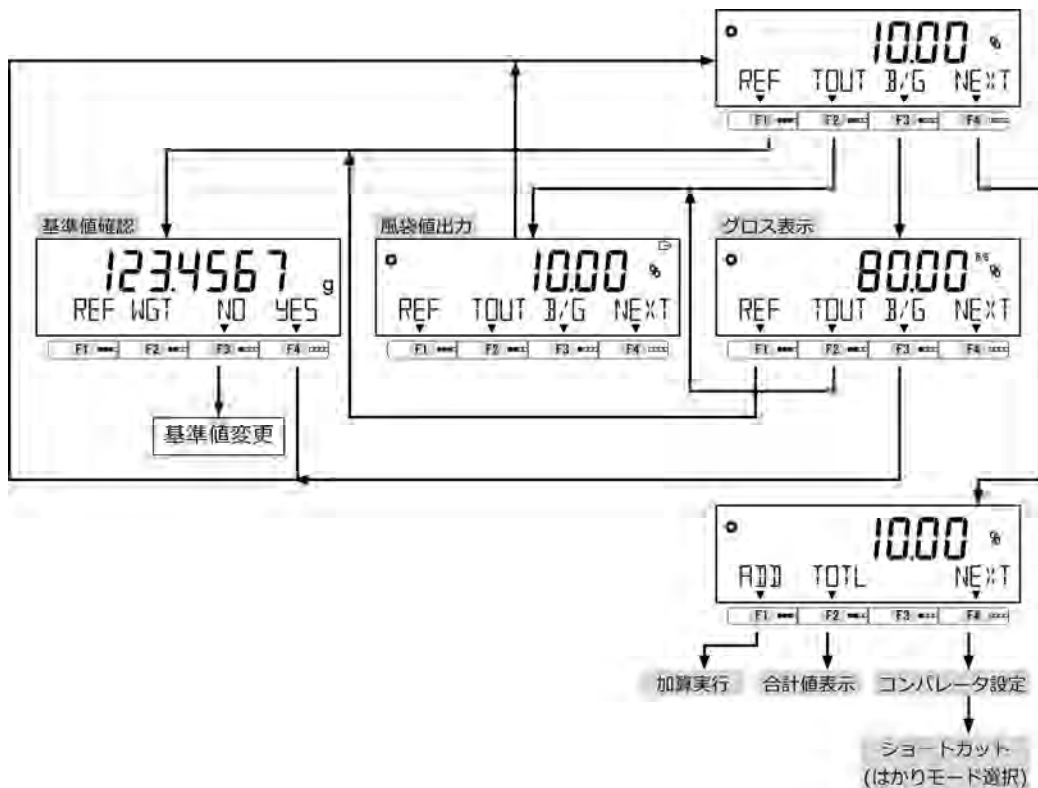 10.00 %
REF TOUT B/G NEXT
F1 F2 F3 F4
基準値確認
123.4567 g
REF WGT NO YES
F1 F2 F3 F4
基準値変更
風袋値出力
10.00 %
REF TOUT B/G NEXT
F1 F2 F3 F4
グロス表示
80.00 B/G %
REF TOUT B/G NEXT
F1 F2 F3 F4
10.00 %
ADD TOTL NEXT
F1 F2 F3 F4
加算実行 合計値表示 コンパレータ設定
ショートカット
(はかりモード選択)